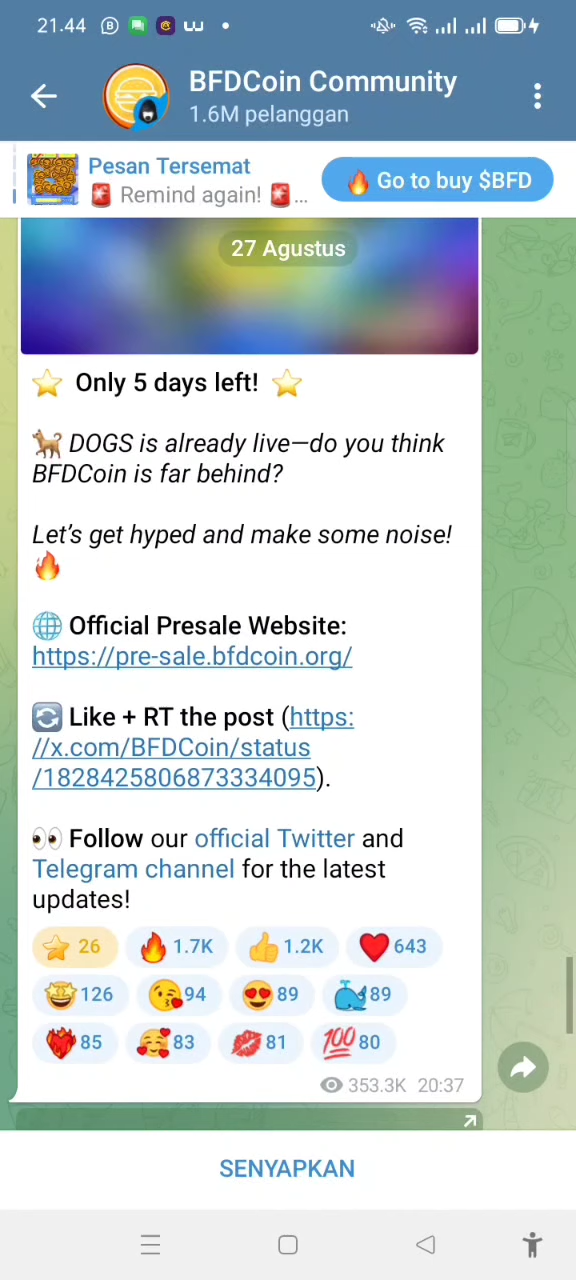 21.44
BFDCoin Community
1.6M pelanggan
Pesan Tersemat
🚨 Remind again! 🚨...
🔥 Go to buy $BFD
27 Agustus
⭐ Only 5 days left! ⭐
🐕 DOGS is already live—do you think
BFDCoin is far behind?
Let's get hyped and make some noise!
🔥
🌐 Official Presale Website:
https://pre-sale.bfdcoin.org/
🔄 Like + RT the post (https:
//x.com/BFDCoin/status
/1828425806873334095).
👀 Follow our official Twitter and
Telegram channel for the latest
updates!
⭐ 26 🔥 1.7K 👍 1.2K ❤️ 643
🤩 126 😘 94 😍 89 🐳 89
❤️‍🔥 85 🥰 83 💋 81 💯 80
353.3K 20:37
SENYAPKAN